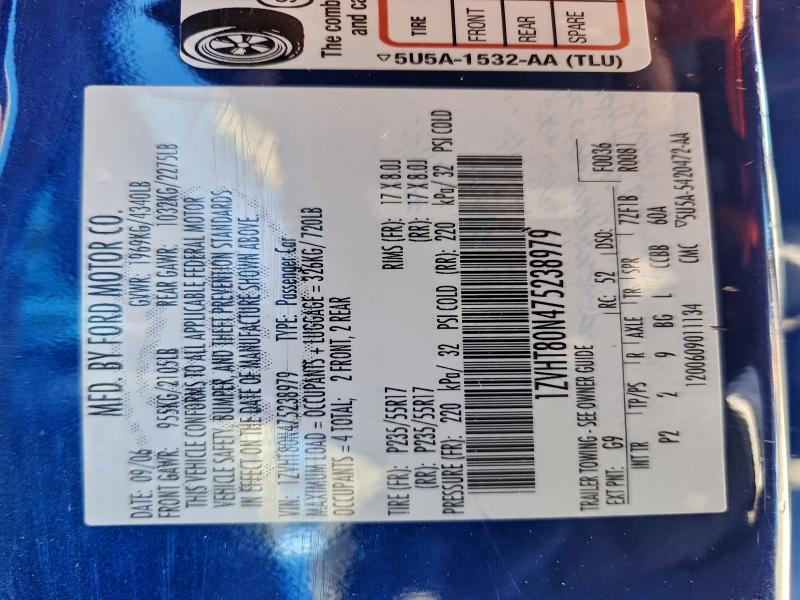 The comb
and ca
TIRE
FRONT
REAR
SPARE
5U5A-1532-AA (TLU)
MFD. BY FORD MOTOR CO.
DATE: 09/06 GVWR: 1969KG/4340LB
FRONT GAWR: 955KG/2105LB REAR GAWR: 1032KG/2275LB
THIS VEHICLE CONFORMS TO ALL APPLICABLE FEDERAL MOTOR
VEHICLE SAFETY, BUMPER, AND THEFT PREVENTION STANDARDS
IN EFFECT ON THE DATE OF MANUFACTURE SHOWN ABOVE.
VIN: 1ZVHT80N475238979 TYPE: Passenger Car
MAXIMUM LOAD = OCCUPANTS + LUGGAGE = 326KG/720LB
OCCUPANTS = 4 TOTAL; 2 FRONT, 2 REAR
TIRE (FR): P235/55R17 RIMS (FR): 17 X 8.0J
(RR): P235/55R17 (RR): 17 X 8.0J
PRESSURE (FR): 220 kPa/ 32 PSI COLD (RR): 220 kPa/ 32 PSI COLD
1ZVHT80N475238979
TRAILER TOWING - SEE OWNER GUIDE F0036
EXT PNT: G9 RC: 52 DSO: R0081
INT TR TP/PS R AXLE TR SPR 7ZF1B
P2 2 9 BG L CCBB 60A
1200609011134 CMC 5U5A-5420472-AA